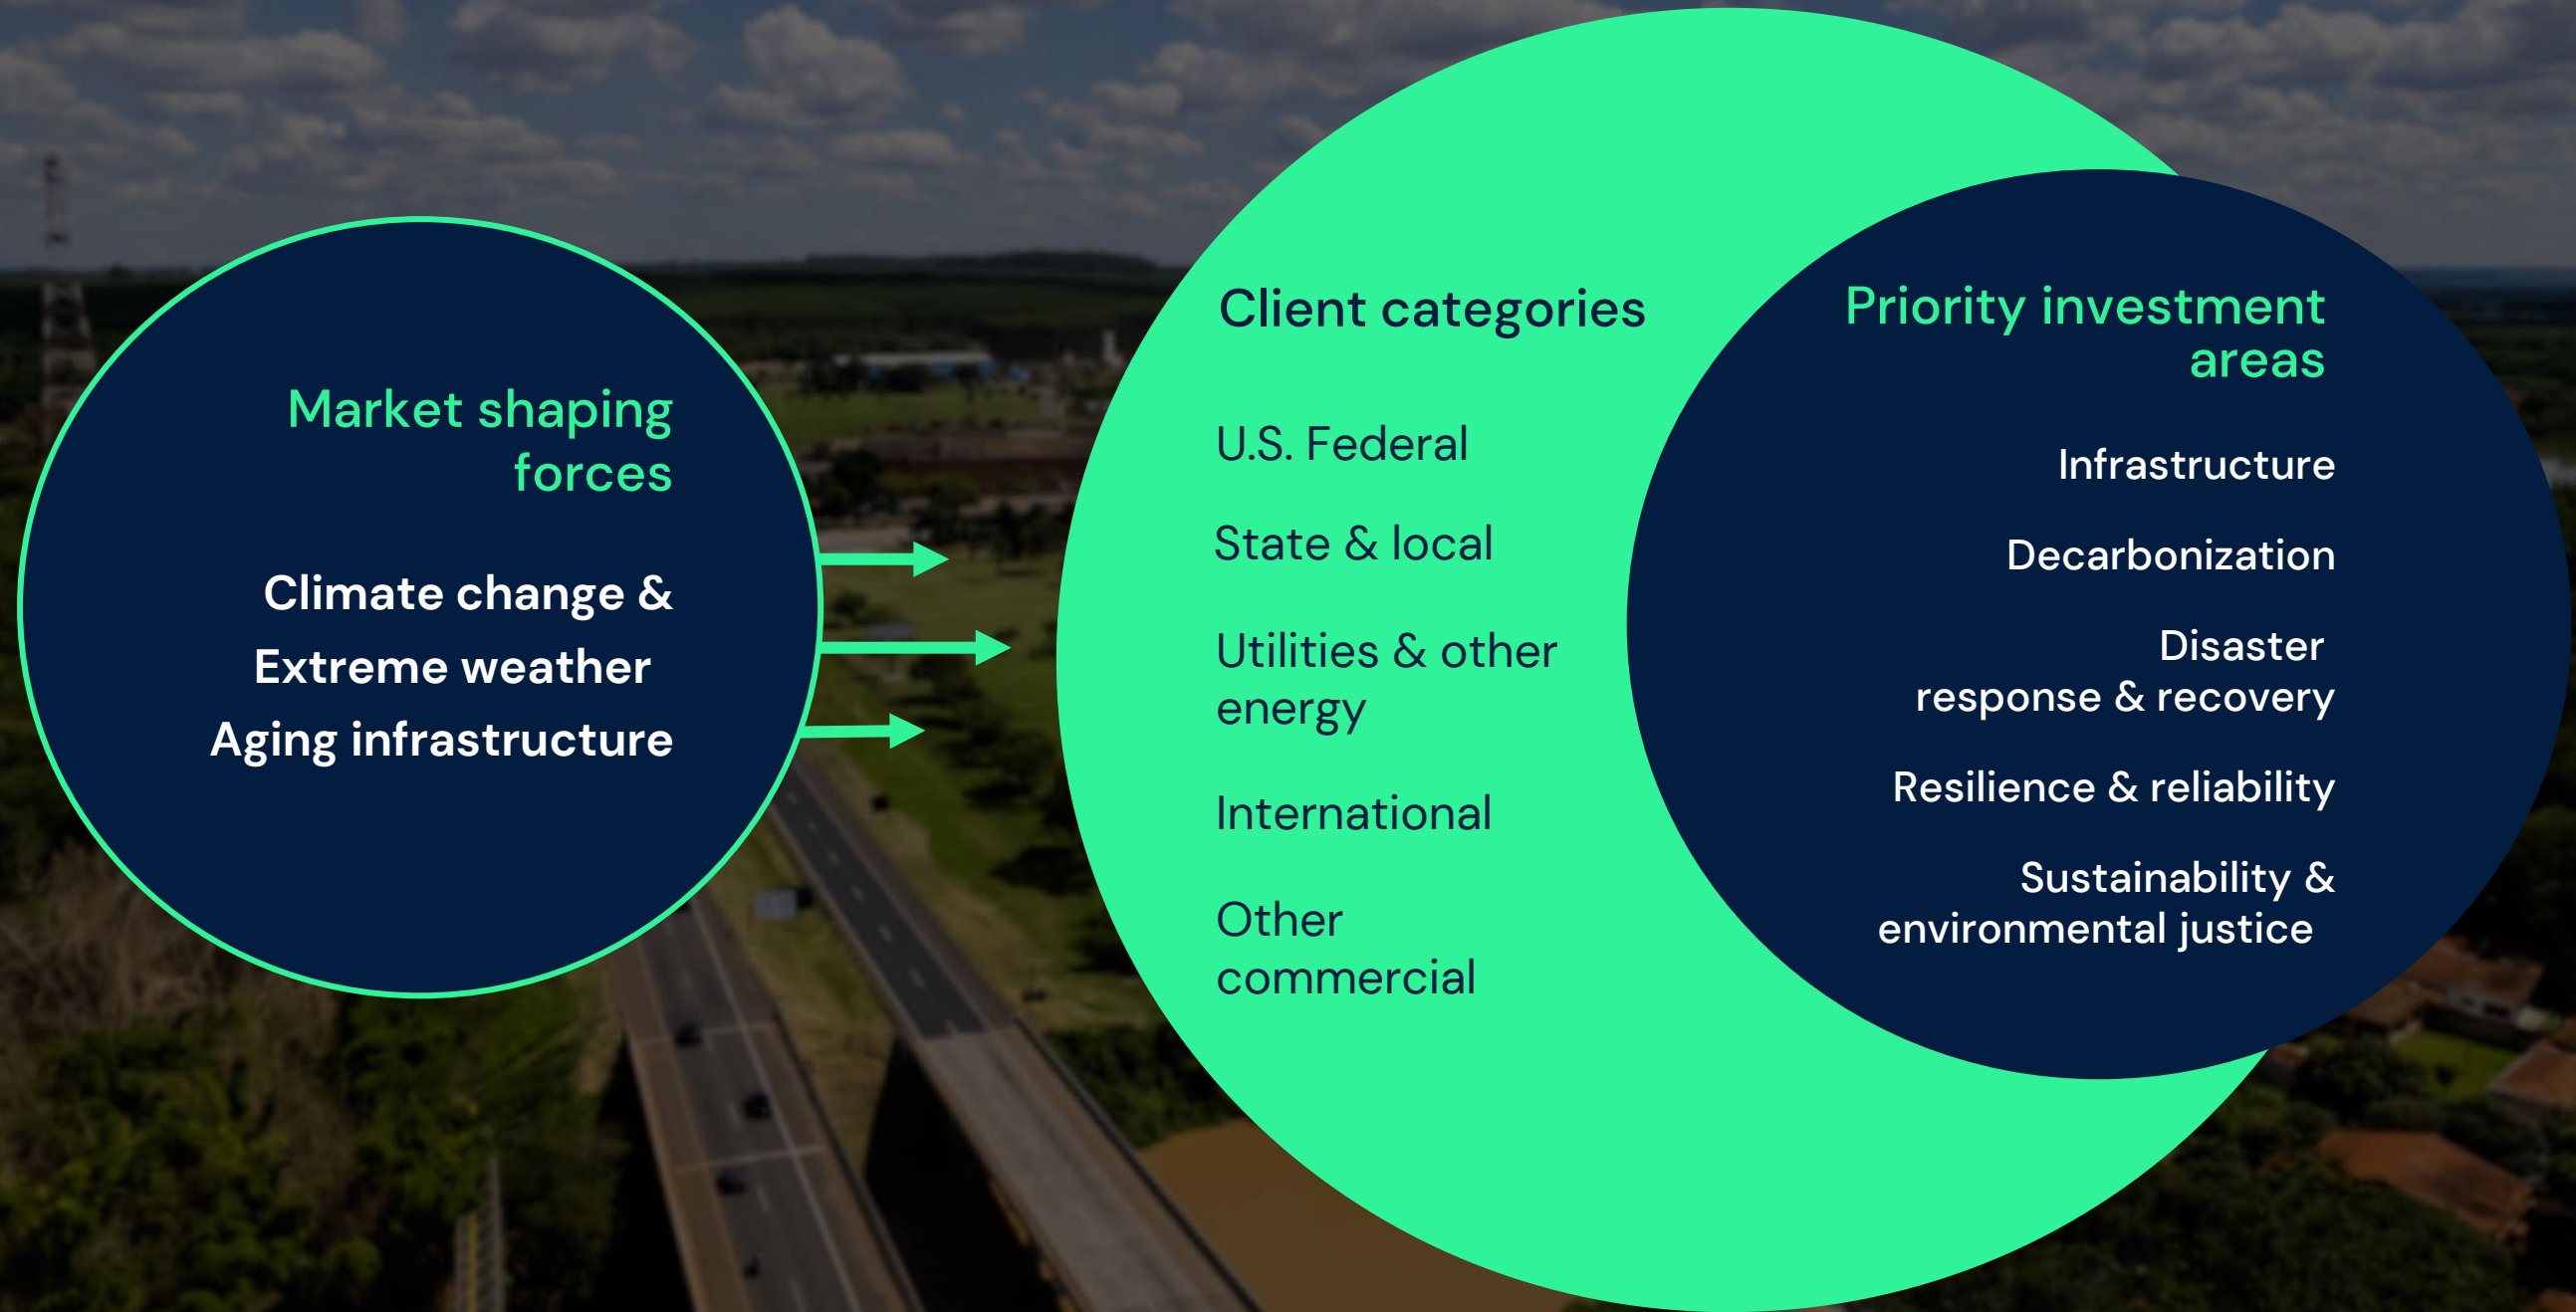 Market shaping
forces
Climate change &
Extreme weather
Aging infrastructure
Client categories
U.S. Federal
State & local
Utilities & other
energy
International
Other
commercial
Priority investment
areas
Infrastructure
Decarbonization
Disaster
response & recovery
Resilience & reliability
Sustainability &
environmental justice